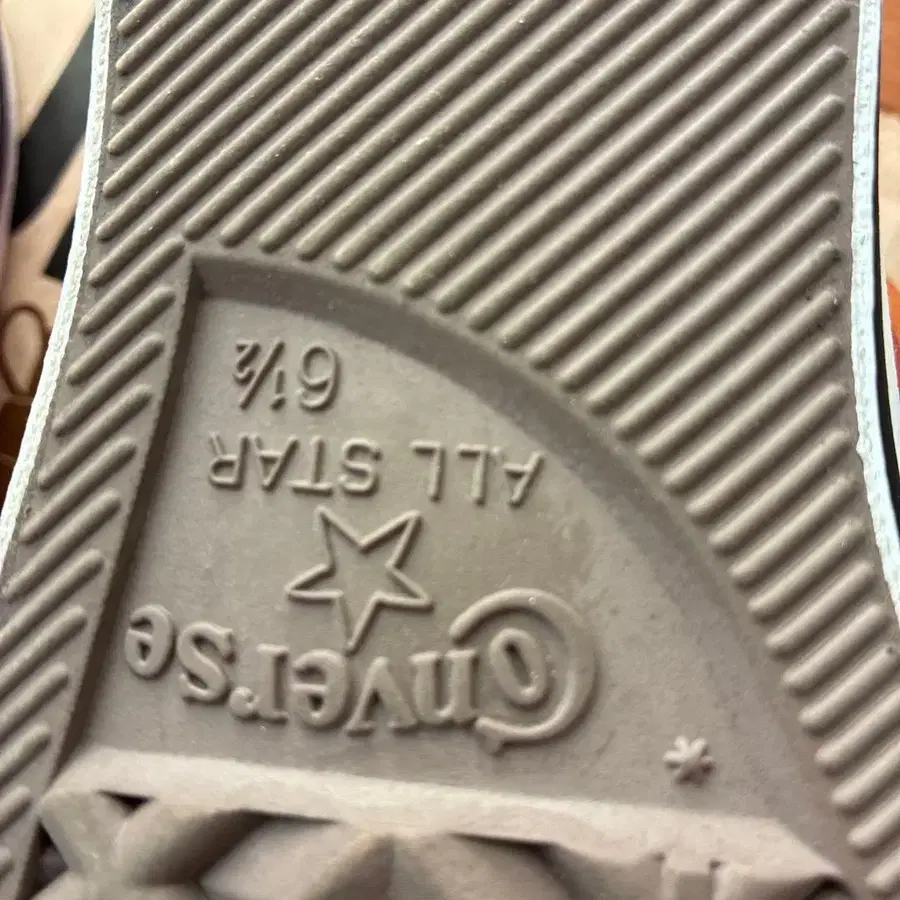 *
Converse
ALL STAR
6½